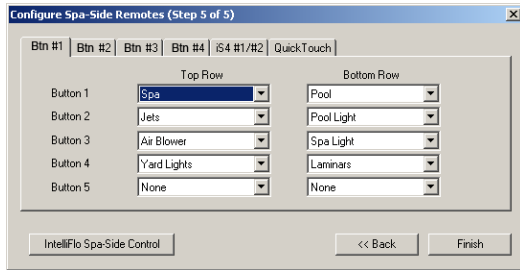 Configure Spa-Side Remotes (Step 5 of 5)
Btn #1 Btn #2 Btn #3 Btn #4 iS4 #1/#2 QuickTouch
Top Row Bottom Row
Button 1 Spa Pool
Button 2 Jets Pool Light
Button 3 Air Blower Spa Light
Button 4 Yard Lights Laminars
Button 5 None None
IntelliFlo Spa-Side Control << Back Finish